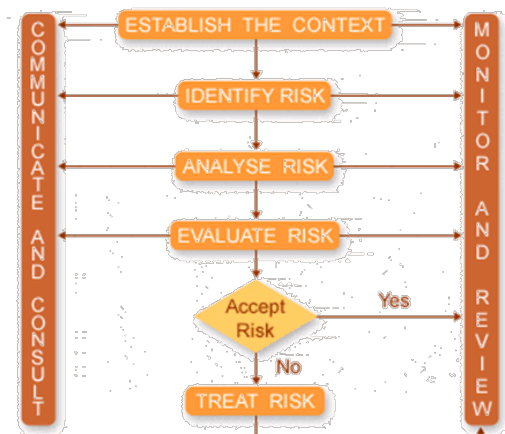 ESTABLISH THE CONTEXT
IDENTIFY RISK
ANALYSE RISK
EVALUATE RISK
Accept
Risk
Yes
No
TREAT RISK
COMMUNICATE AND CONSULT
MONITOR AND REVIEW